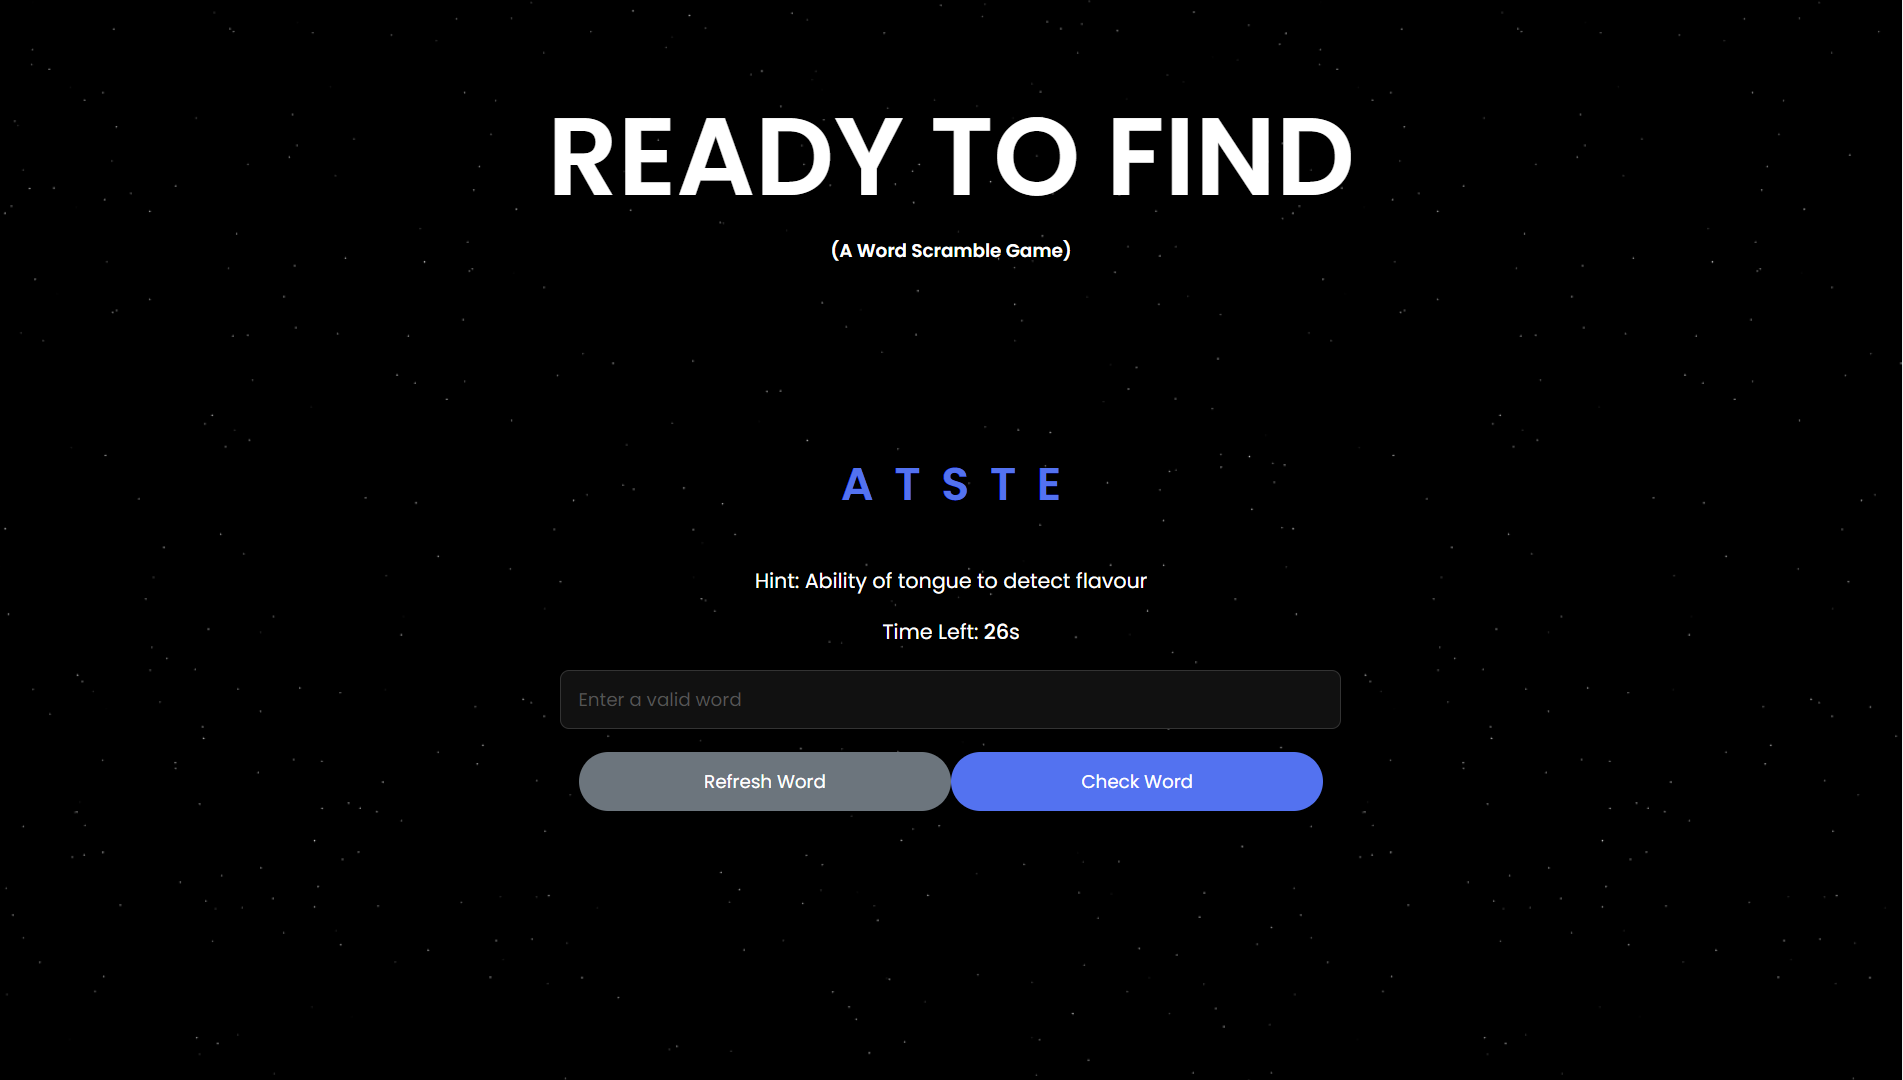 READY TO FIND
(A Word Scramble Game)
A T S T E
Hint: Ability of tongue to detect flavour
Time Left: 26s
Enter a valid word
Refresh Word
Check Word